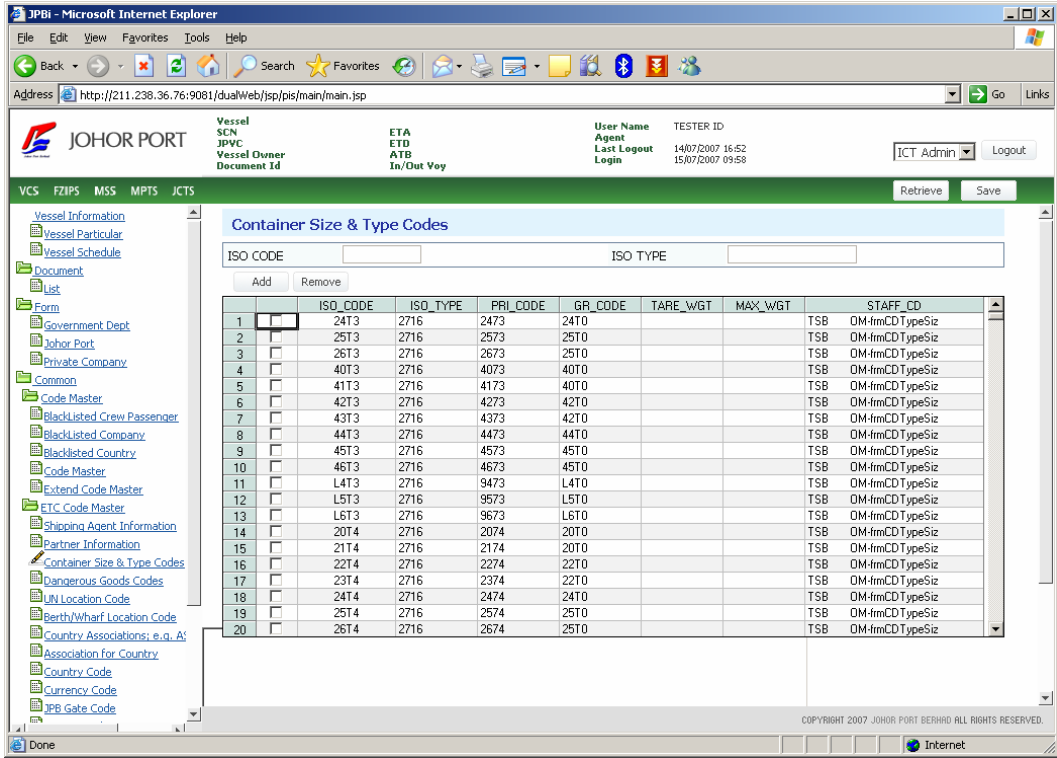 JPBi - Microsoft Internet Explorer
File Edit View Favorites Tools Help
Back Search Favorites
Address http://211.238.36.76:9081/dualWeb/jsp/pis/main/main.jsp Go Links
JOHOR PORT
Vessel
SCN ETA
JPVC ETD
Vessel Owner ATB
Document Id In/Out Voy
User Name TESTER ID
Agent
Last Logout 14/07/2007 16:52
Login 15/07/2007 09:58
ICT Admin Logout
VCS FZIPS MSS MPTS JCTS Retrieve Save
Vessel Information
Vessel Particular
Vessel Schedule
Document
List
Form
Government Dept
Johor Port
Private Company
Common
Code Master
BlackListed Crew Passenger
BlackListed Company
Blacklisted Country
Code Master
Extend Code Master
ETC Code Master
Shipping Agent Information
Partner Information
Container Size & Type Codes
Dangerous Goods Codes
UN Location Code
Berth/Wharf Location Code
Country Associations; e.g. AS
Association for Country
Country Code
Currency Code
JPB Gate Code
Container Size & Type Codes
ISO CODE ISO TYPE
Add Remove
ISO_CODE ISO_TYPE PRI_CODE GR_CODE TARE_WGT MAX_WGT STAFF_CD
1 24T3 2716 2473 24T0 TSB OM-frmCDTypeSiz
2 25T3 2716 2573 25T0 TSB OM-frmCDTypeSiz
3 26T3 2716 2673 25T0 TSB OM-frmCDTypeSiz
4 40T3 2716 4073 40T0 TSB OM-frmCDTypeSiz
5 41T3 2716 4173 40T0 TSB OM-frmCDTypeSiz
6 42T3 2716 4273 42T0 TSB OM-frmCDTypeSiz
7 43T3 2716 4373 42T0 TSB OM-frmCDTypeSiz
8 44T3 2716 4473 44T0 TSB OM-frmCDTypeSiz
9 45T3 2716 4573 45T0 TSB OM-frmCDTypeSiz
10 46T3 2716 4673 45T0 TSB OM-frmCDTypeSiz
11 L4T3 2716 9473 L4T0 TSB OM-frmCDTypeSiz
12 L5T3 2716 9573 L5T0 TSB OM-frmCDTypeSiz
13 L6T3 2716 9673 L6T0 TSB OM-frmCDTypeSiz
14 20T4 2716 2074 20T0 TSB OM-frmCDTypeSiz
15 21T4 2716 2174 20T0 TSB OM-frmCDTypeSiz
16 22T4 2716 2274 22T0 TSB OM-frmCDTypeSiz
17 23T4 2716 2374 22T0 TSB OM-frmCDTypeSiz
18 24T4 2716 2474 24T0 TSB OM-frmCDTypeSiz
19 25T4 2716 2574 25T0 TSB OM-frmCDTypeSiz
20 26T4 2716 2674 25T0 TSB OM-frmCDTypeSiz
COPYRIGHT 2007 JOHOR PORT BERHAD ALL RIGHTS RESERVED.
Done Internet